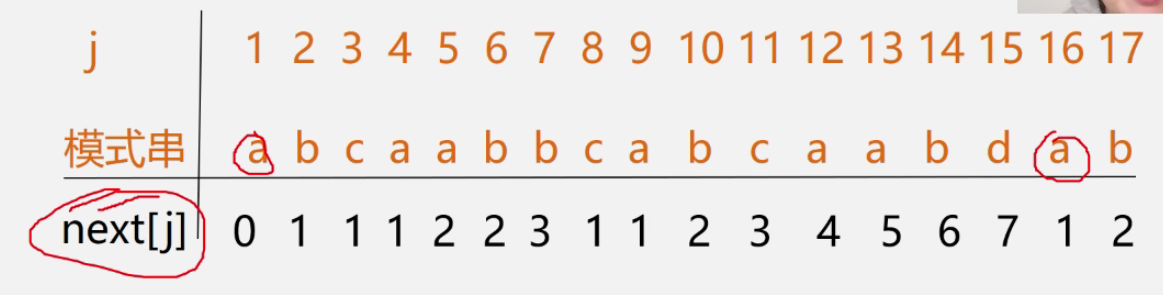 j 1 2 3 4 5 6 7 8 9 10 11 12 13 14 15 16 17
模式串 a b c a a b b c a b c a a b d a b
next[j] 0 1 1 1 2 2 3 1 1 2 3 4 5 6 7 1 2